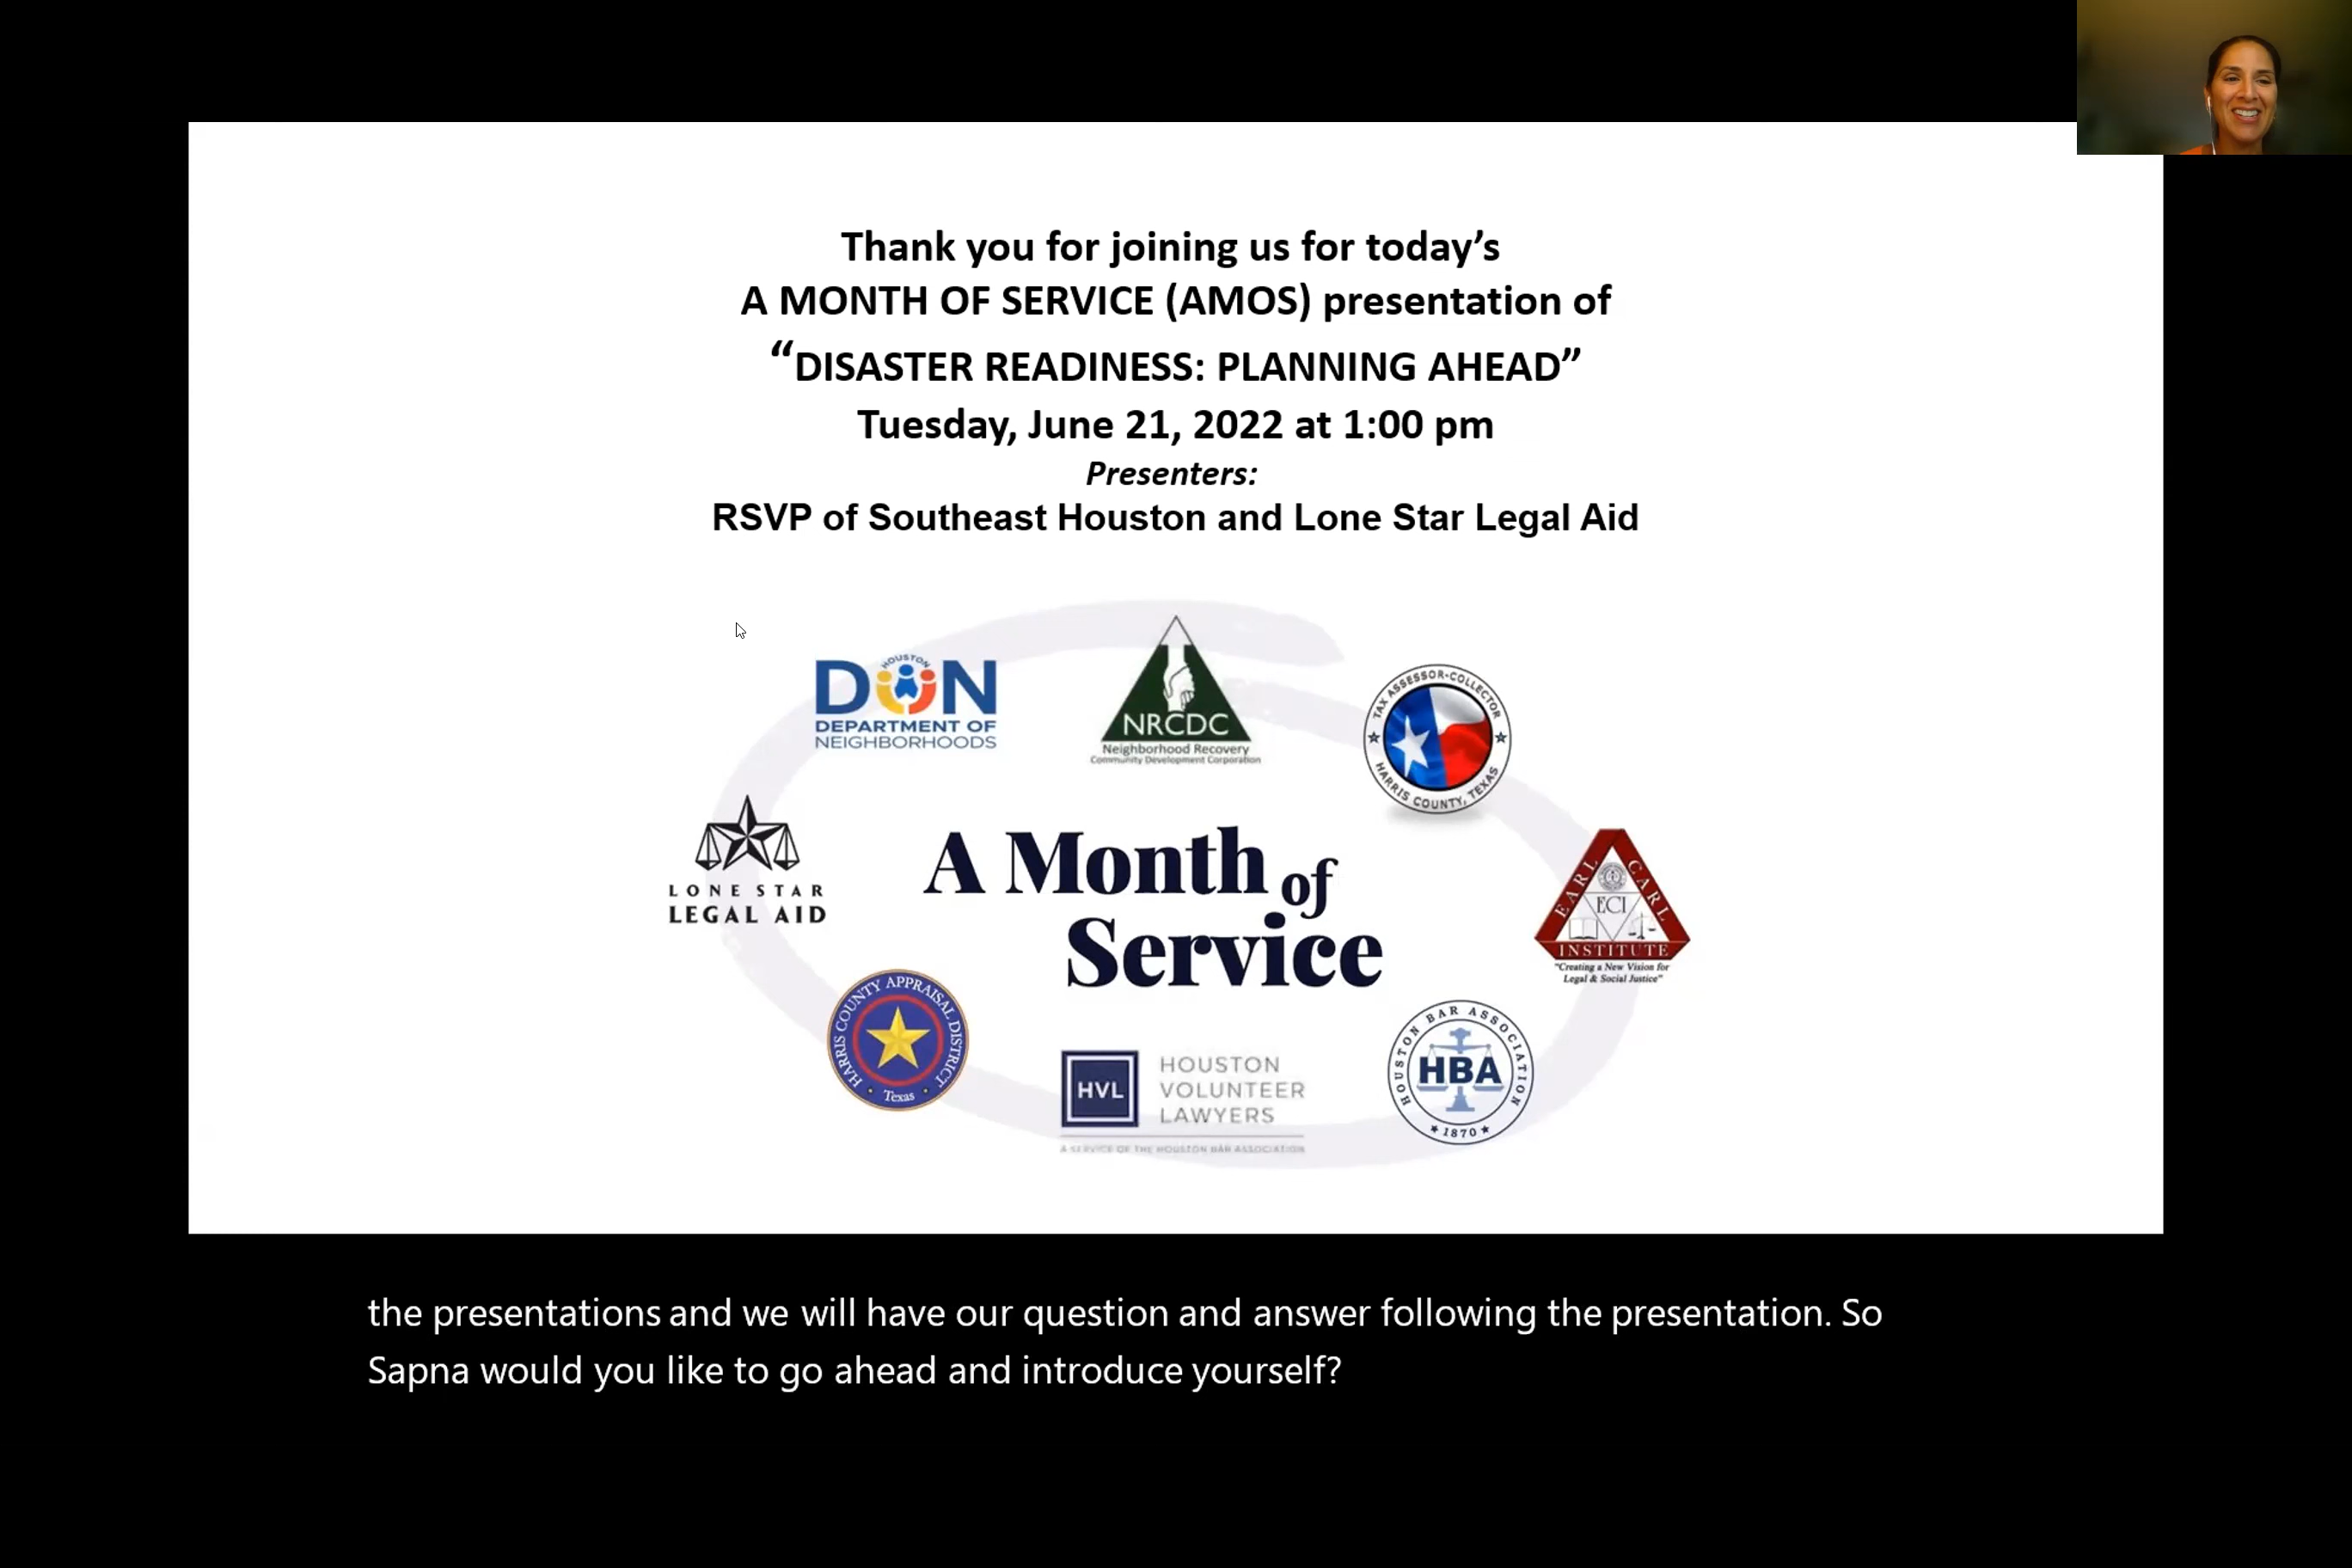 Thank you for joining us for today’s
A MONTH OF SERVICE (AMOS) presentation of
“DISASTER READINESS: PLANNING AHEAD”
Tuesday, June 21, 2022 at 1:00 pm
Presenters:
RSVP of Southeast Houston and Lone Star Legal Aid
HOUSTON
DON
DEPARTMENT OF
NEIGHBORHOODS
NRCDC
Neighborhood Recovery
Community Development Corporation
TAX ASSESSOR-COLLECTOR
HARRIS COUNTY, TEXAS
LONE STAR
LEGAL AID
A Month of
Service
EARL CARL
ECI
INSTITUTE
"Creating a New Vision for
Legal & Social Justice"
HARRIS COUNTY APPRAISAL DISTRICT
Texas
HVL
HOUSTON
VOLUNTEER
LAWYERS
A SERVICE OF THE HOUSTON BAR ASSOCIATION
HOUSTON BAR ASSOCIATION
HBA
1870
the presentations and we will have our question and answer following the presentation. So
Sapna would you like to go ahead and introduce yourself?